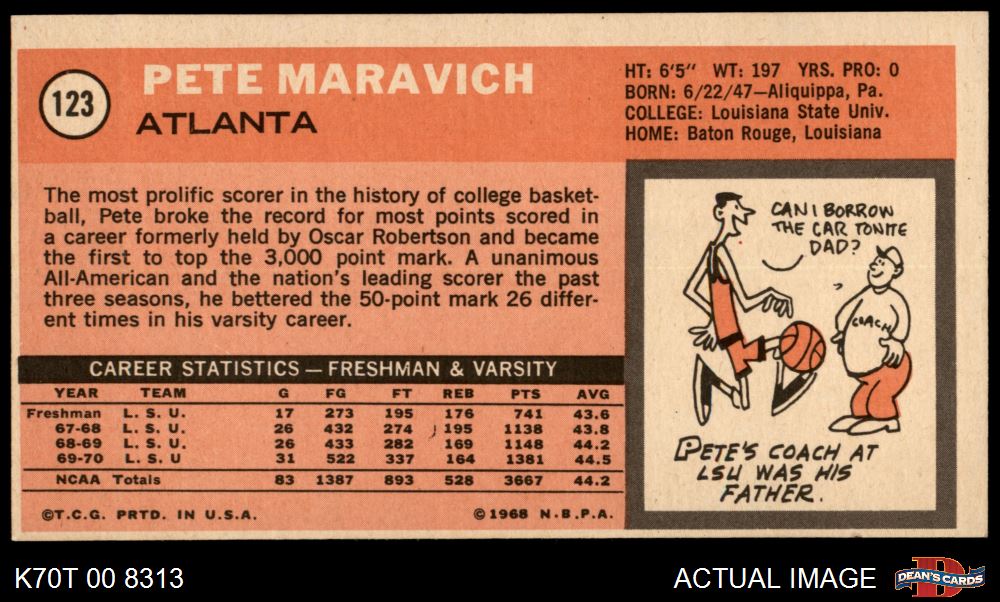 123
PETE MARAVICH
ATLANTA
HT: 6'5" WT: 197 YRS. PRO: 0
BORN: 6/22/47—Aliquippa, Pa.
COLLEGE: Louisiana State Univ.
HOME: Baton Rouge, Louisiana
The most prolific scorer in the history of college basket-
ball, Pete broke the record for most points scored in
a career formerly held by Oscar Robertson and became
the first to top the 3,000 point mark. A unanimous
All-American and the nation's leading scorer the past
three seasons, he bettered the 50-point mark 26 differ-
ent times in his varsity career.
CAREER STATISTICS — FRESHMAN & VARSITY
YEAR TEAM G FG FT REB PTS AVG
Freshman L. S. U. 17 273 195 176 741 43.6
67-68 L. S. U. 26 432 274 195 1138 43.8
68-69 L. S. U. 26 433 282 169 1148 44.2
69-70 L. S. U 31 522 337 164 1381 44.5
NCAA Totals 83 1387 893 528 3667 44.2
©T.C.G. PRTD. IN U.S.A. ©1968 N.B.P.A.
CAN I BORROW
THE CAR TONITE
DAD?
COACH
PETE'S COACH AT
LSU WAS HIS
FATHER.
K70T 00 8313
ACTUAL IMAGE
D
DEAN'S CARDS